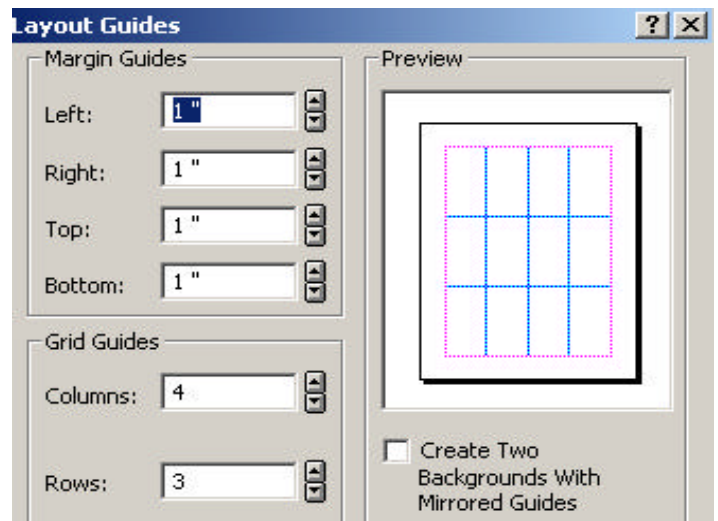 Layout Guides
Margin Guides
Left: 1 "
Right: 1 "
Top: 1 "
Bottom: 1 "
Grid Guides
Columns: 4
Rows: 3
Preview
Create Two
Backgrounds With
Mirrored Guides